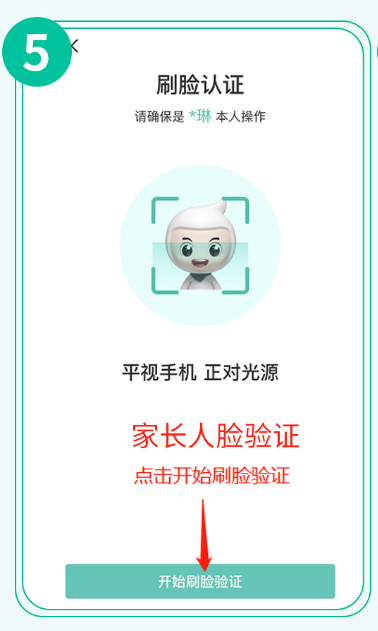 5
刷脸认证
请确保是 *琳 本人操作
平视手机 正对光源
家长人脸验证
点击开始刷脸验证
开始刷脸验证